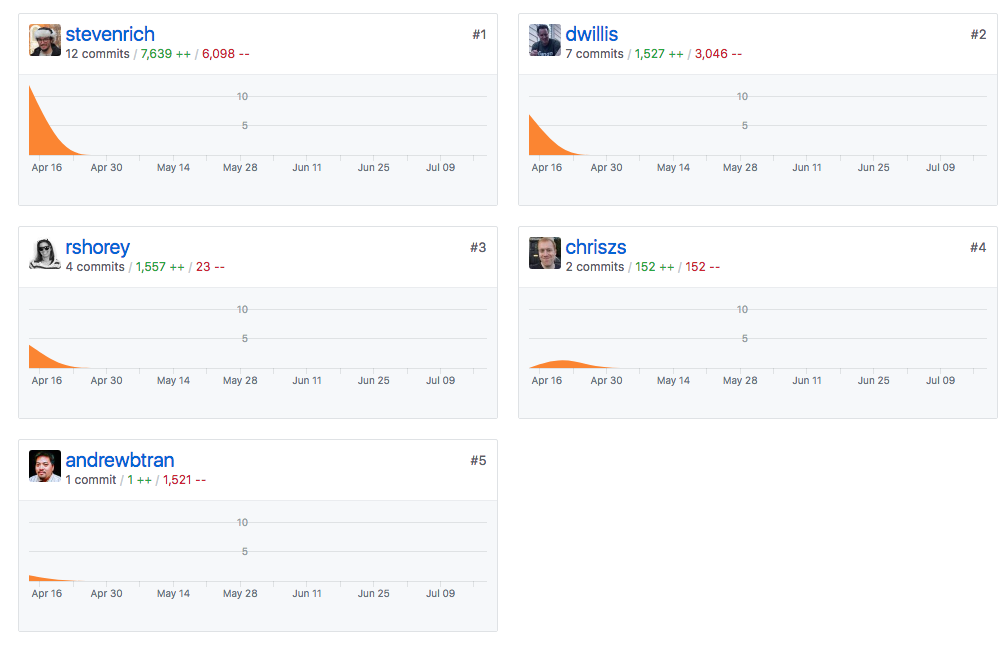 stevenrich #1
12 commits / 7,639 ++ / 6,098 --
10
5
Apr 16 Apr 30 May 14 May 28 Jun 11 Jun 25 Jul 09
dwillis #2
7 commits / 1,527 ++ / 3,046 --
10
5
Apr 16 Apr 30 May 14 May 28 Jun 11 Jun 25 Jul 09
rshorey #3
4 commits / 1,557 ++ / 23 --
10
5
Apr 16 Apr 30 May 14 May 28 Jun 11 Jun 25 Jul 09
chriszs #4
2 commits / 152 ++ / 152 --
10
5
Apr 16 Apr 30 May 14 May 28 Jun 11 Jun 25 Jul 09
andrewbtran #5
1 commit / 1 ++ / 1,521 --
10
5
Apr 16 Apr 30 May 14 May 28 Jun 11 Jun 25 Jul 09